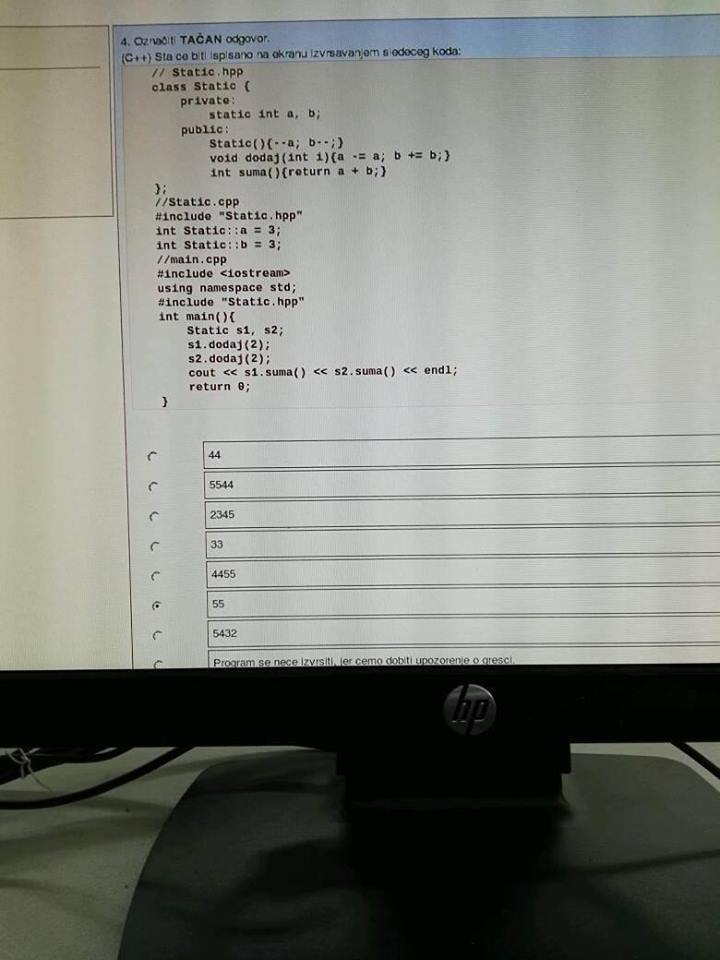 4. Označiti TAČAN odgovor.
(C++) Sta ce biti ispisano na ekranu izvrsavanjem sledeceg koda:
// Static.hpp
class Static {
private:
static int a, b;
public:
Static(){--a; b--;}
void dodaj(int i){a -= a; b += b;}
int suma(){return a + b;}
};
//Static.cpp
#include "Static.hpp"
int Static::a = 3;
int Static::b = 3;
//main.cpp
#include <iostream>
using namespace std;
#include "Static.hpp"
int main(){
Static s1, s2;
s1.dodaj(2);
s2.dodaj(2);
cout << s1.suma() << s2.suma() << endl;
return 0;
}
44
5544
2345
33
4455
55
5432
Program se nece izvrsiti, jer cemo dobiti upozorenje o gresci.
hp